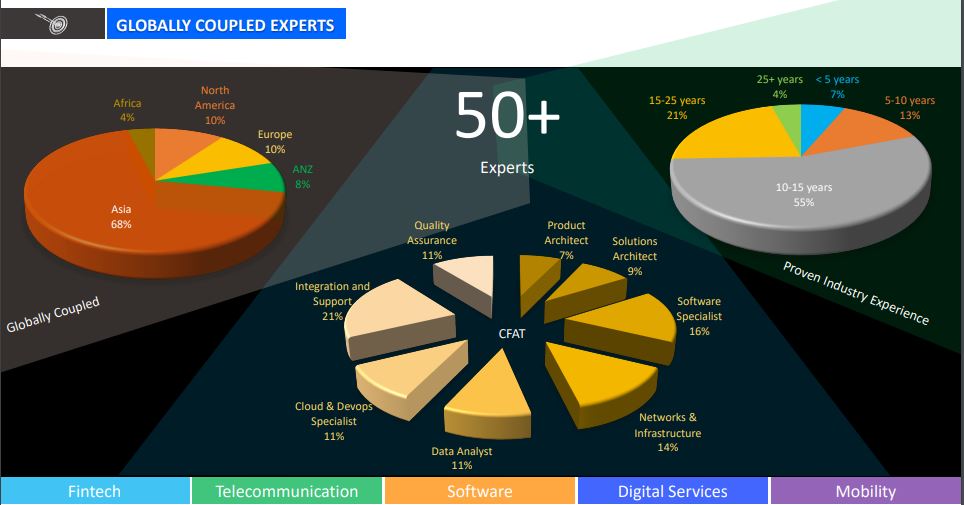 GLOBALLY COUPLED EXPERTS
Africa
4%
North
America
10%
Europe
10%
ANZ
8%
Asia
68%
Globally Coupled
50+
Experts
25+ years
4%
< 5 years
7%
15-25 years
21%
5-10 years
13%
10-15 years
55%
Proven Industry Experience
Quality
Assurance
11%
Product
Architect
7%
Solutions
Architect
9%
Integration and
Support
21%
Software
Specialist
16%
CFAT
Cloud & Devops
Specialist
11%
Networks &
Infrastructure
14%
Data Analyst
11%
Fintech
Telecommunication
Software
Digital Services
Mobility